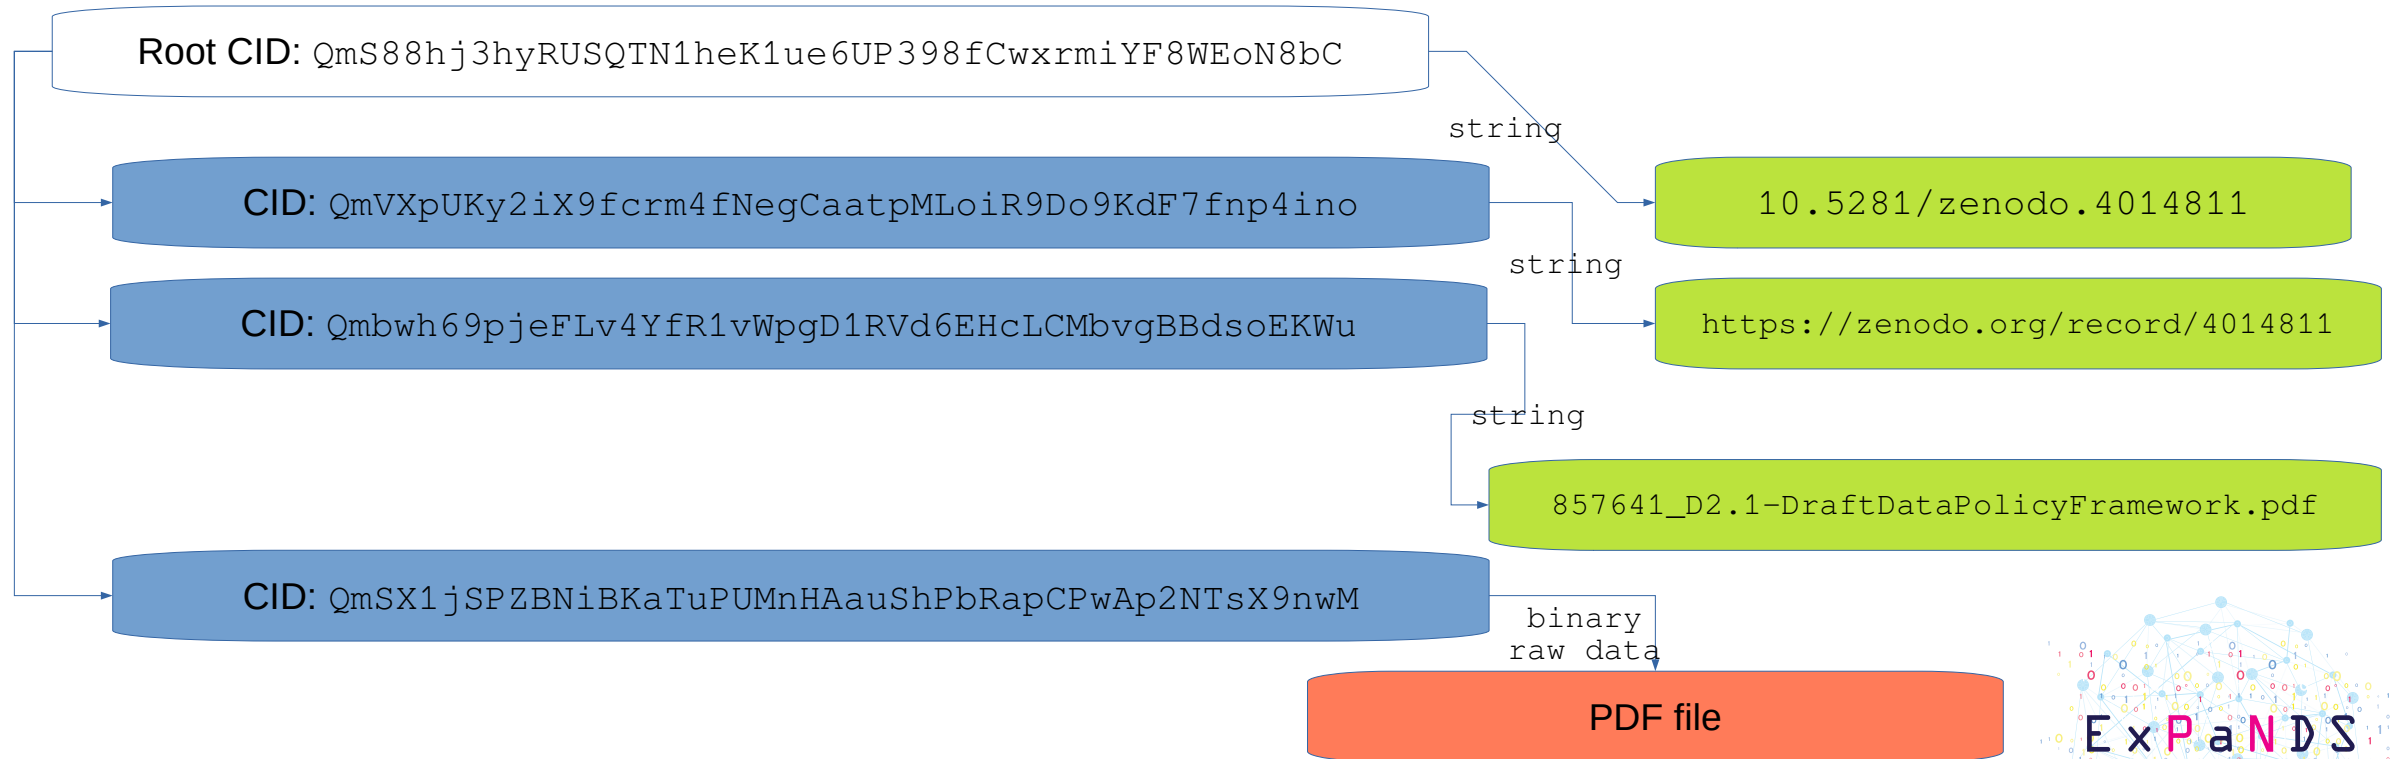 Root CID: QmS88hj3hyRUSQTN1heK1ue6UP398fCwxrmiYF8WEoN8bC
string
CID: QmVXpUKy2iX9fcrm4fNegCaatpMLoiR9Do9KdF7fnp4ino
10.5281/zenodo.4014811
string
CID: Qmbwh69pjeFLv4YfR1vWpgD1RVd6EHcLCMbvgBBdsoEKWu
https://zenodo.org/record/4014811
string
857641_D2.1-DraftDataPolicyFramework.pdf
CID: QmSX1jSPZBNiBKaTuPUMnHAauShPbRapCPwAp2NTsX9nwM
binary
raw data
PDF file
ExPaNDS